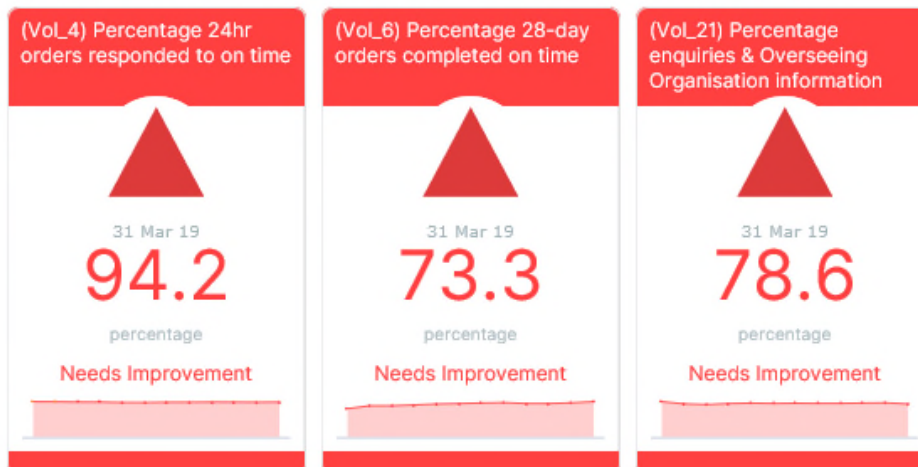 (Vol_4) Percentage 24hr
orders responded to on time
31 Mar 19
94.2
percentage
Needs Improvement
(Vol_6) Percentage 28-day
orders completed on time
31 Mar 19
73.3
percentage
Needs Improvement
(Vol_21) Percentage
enquiries & Overseeing
Organisation information
31 Mar 19
78.6
percentage
Needs Improvement